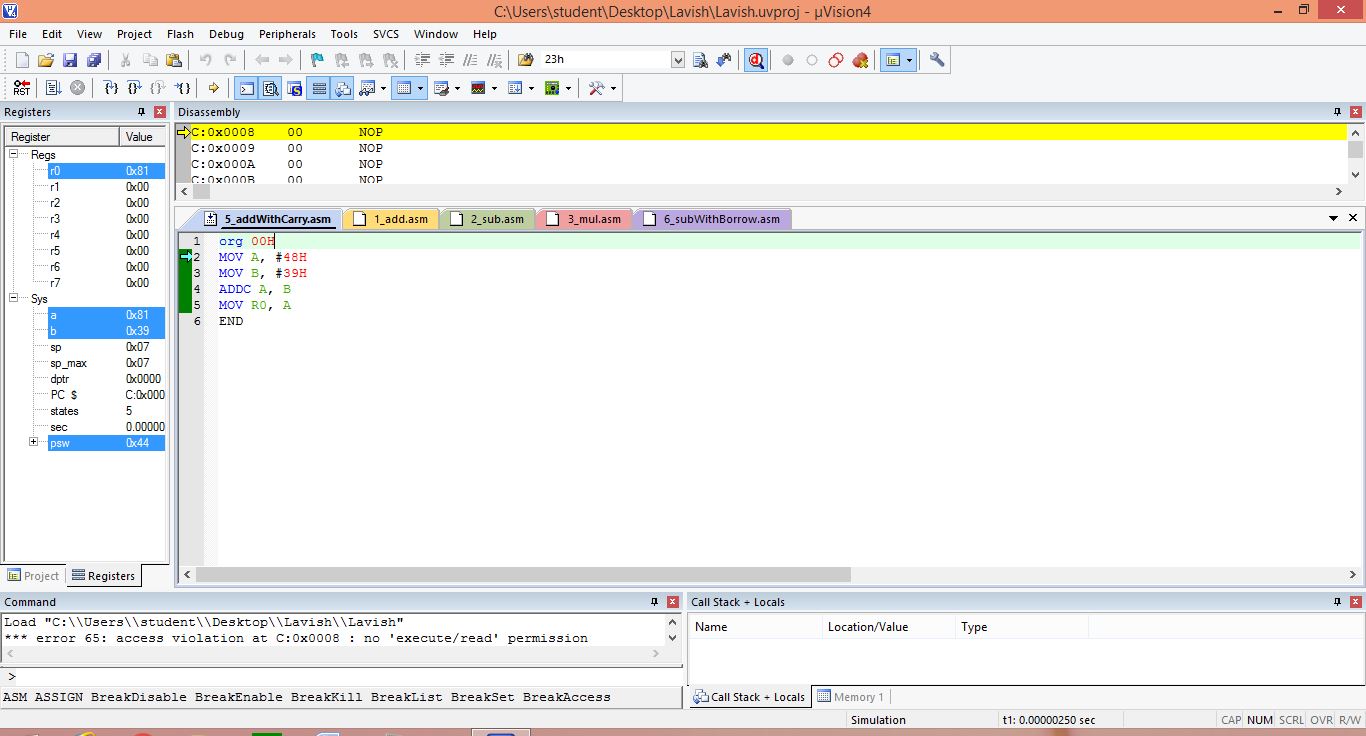 C:\Users\student\Desktop\Lavish\Lavish.uvproj - µVision4
File Edit View Project Flash Debug Peripherals Tools SVCS Window Help
23h
RST
Registers
Register Value
Regs
r0 0x81
r1 0x00
r2 0x00
r3 0x00
r4 0x00
r5 0x00
r6 0x00
r7 0x00
Sys
a 0x81
b 0x39
sp 0x07
sp_max 0x07
dptr 0x0000
PC $ C:0x000
states 5
sec 0.00000
psw 0x44
Project Registers
Disassembly
C:0x0008 00 NOP
C:0x0009 00 NOP
C:0x000A 00 NOP
C:0x000B 00 NOP
5_addWithCarry.asm 1_add.asm 2_sub.asm 3_mul.asm 6_subWithBorrow.asm
1 org 00H
2 MOV A, #48H
3 MOV B, #39H
4 ADDC A, B
5 MOV R0, A
6 END
Command
Load "C:\\Users\\student\\Desktop\\Lavish\\Lavish"
*** error 65: access violation at C:0x0008 : no 'execute/read' permission
>
ASM ASSIGN BreakDisable BreakEnable BreakKill BreakList BreakSet BreakAccess
Call Stack + Locals
Name Location/Value Type
Call Stack + Locals Memory 1
Simulation t1: 0.00000250 sec CAP NUM SCRL OVR R/W